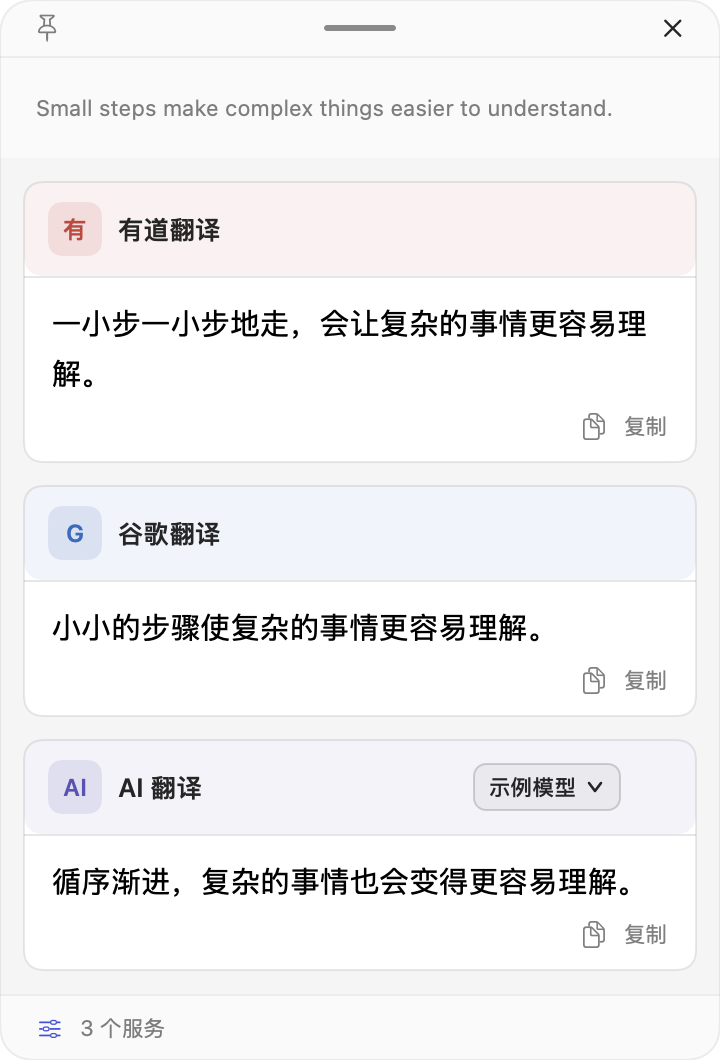 Small steps make complex things easier to understand.
有 有道翻译
一小步一小步地走，会让复杂的事情更容易理
解。
复制
G 谷歌翻译
小小的步骤使复杂的事情更容易理解。
复制
AI AI 翻译 示例模型
循序渐进，复杂的事情也会变得更容易理解。
复制
3 个服务